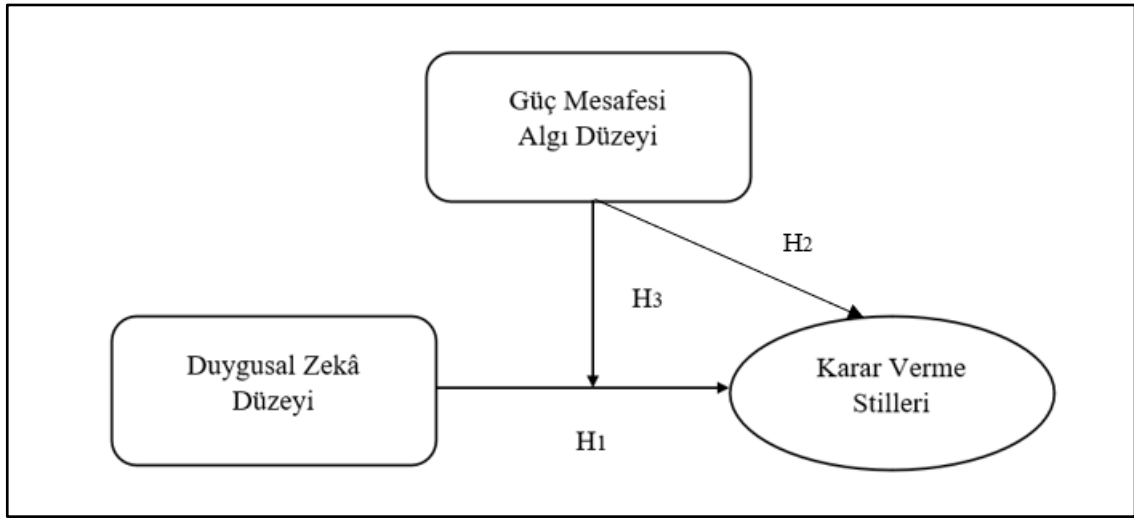 Güç Mesafesi
Algı Düzeyi
H2
H3
Duygusal Zekâ
Düzeyi
Karar Verme
Stilleri
H1